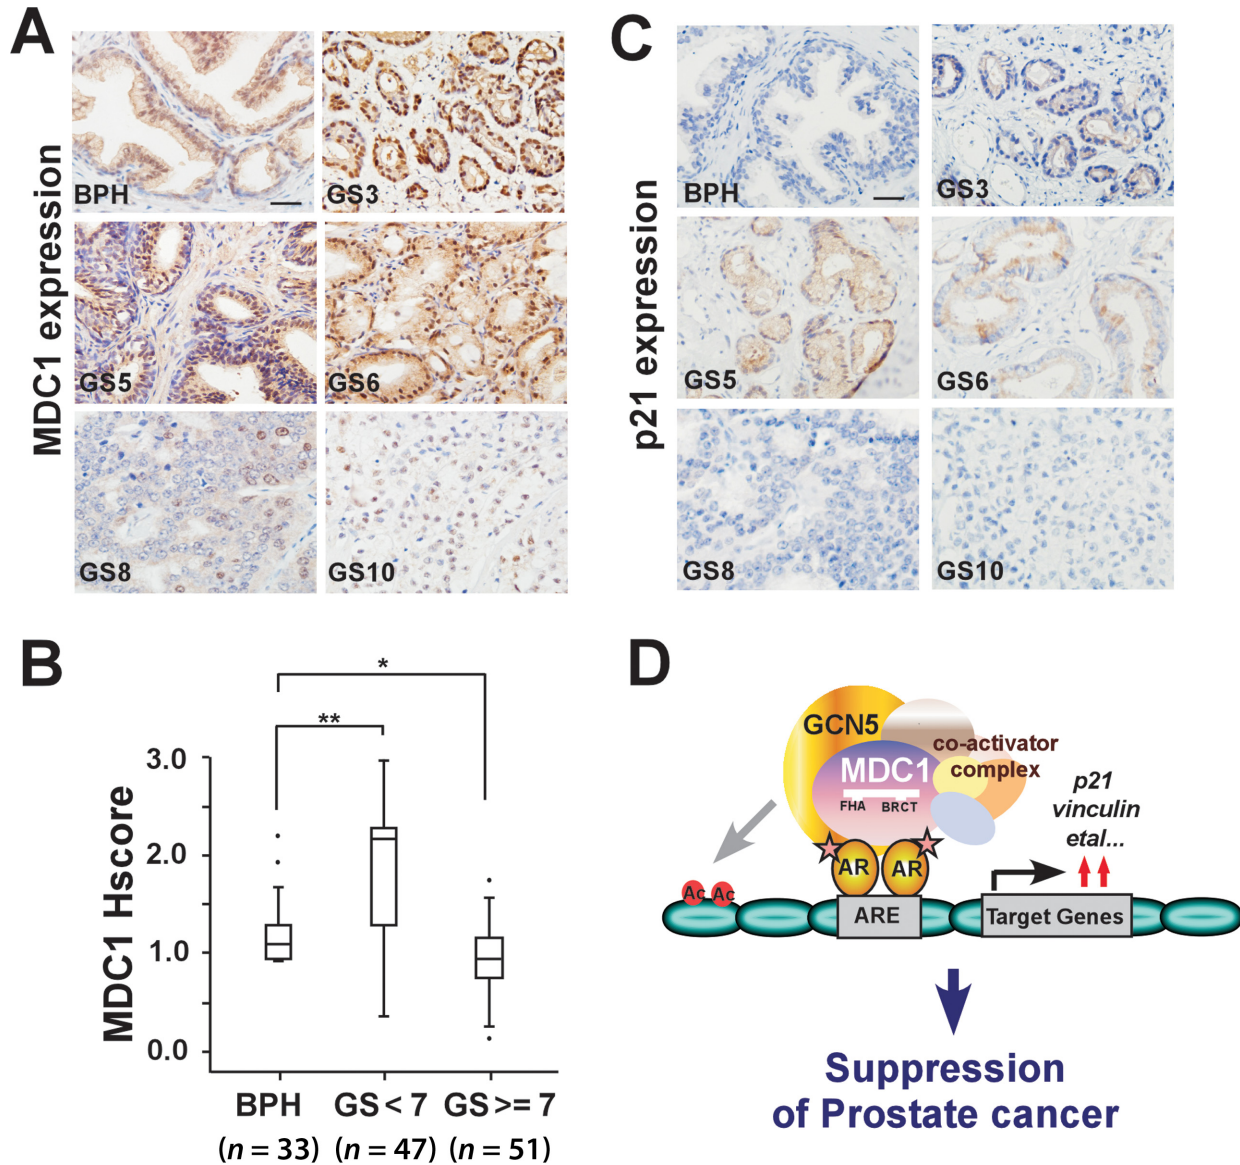 A
MDC1 expression
BPH
GS3
GS5
GS6
GS8
GS10
C
p21 expression
BPH
GS3
GS5
GS6
GS8
GS10
B
MDC1 Hscore
*
**
3.0
2.0
1.0
0.0
BPH GS < 7 GS >= 7
(n = 33) (n = 47) (n = 51)
D
GCN5
co-activator
complex
MDC1
FHA BRCT
p21
vinculin
etal...
AR AR
Ac Ac
ARE
Target Genes
Suppression
of Prostate cancer